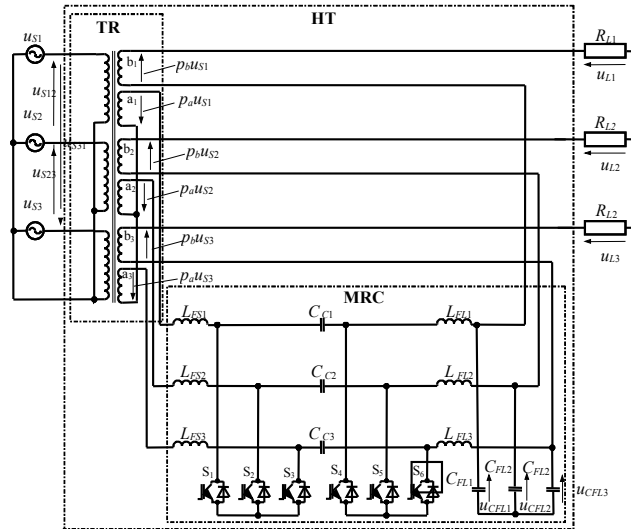 HT
TR
u_S1
b₁
p_b u_S1
R_L1
u_L1
u_S12
a₁
p_a u_S1
u_S2
R_L2
u_S31
b₂
p_b u_S2
u_L2
u_S23
a₂
p_a u_S2
u_S3
R_L2
b₃
p_b u_S3
u_L3
a₃
p_a u_S3
MRC
L_FS1
C_C1
L_FL1
L_FS2
C_C2
L_FL2
L_FS3
C_C3
L_FL3
S₁
S₂
S₃
S₄
S₅
S₆
C_FL1
C_FL2
C_FL2
u_CFL1
u_CFL2
u_CFL3